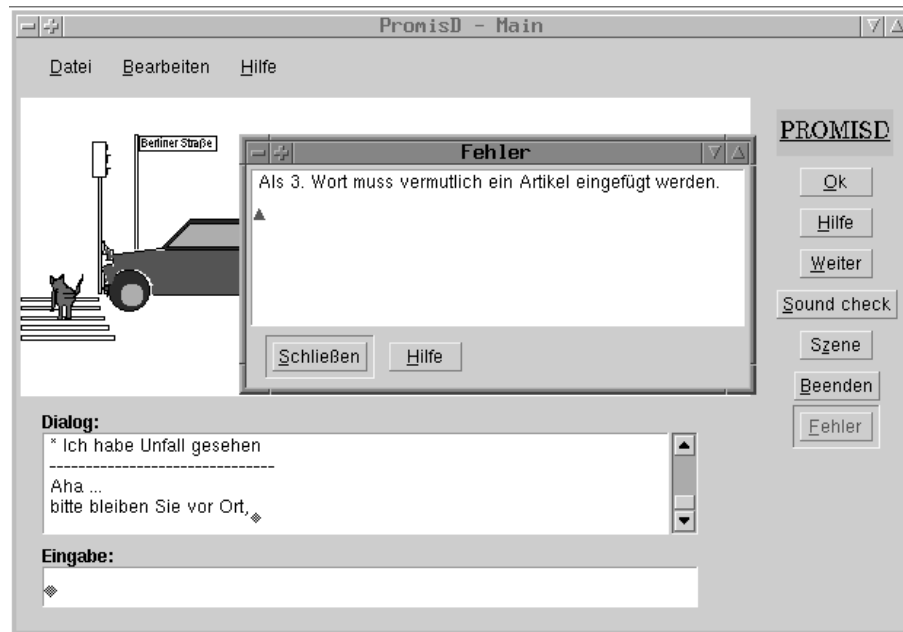 PromisD - Main
Datei Bearbeiten Hilfe
Berliner Straße
PROMISD
Ok
Hilfe
Weiter
Sound check
Szene
Beenden
Fehler
Fehler
Als 3. Wort muss vermutlich ein Artikel eingefügt werden.
Schließen Hilfe
Dialog:
* Ich habe Unfall gesehen
-------------------------------
Aha ...
bitte bleiben Sie vor Ort,
Eingabe: